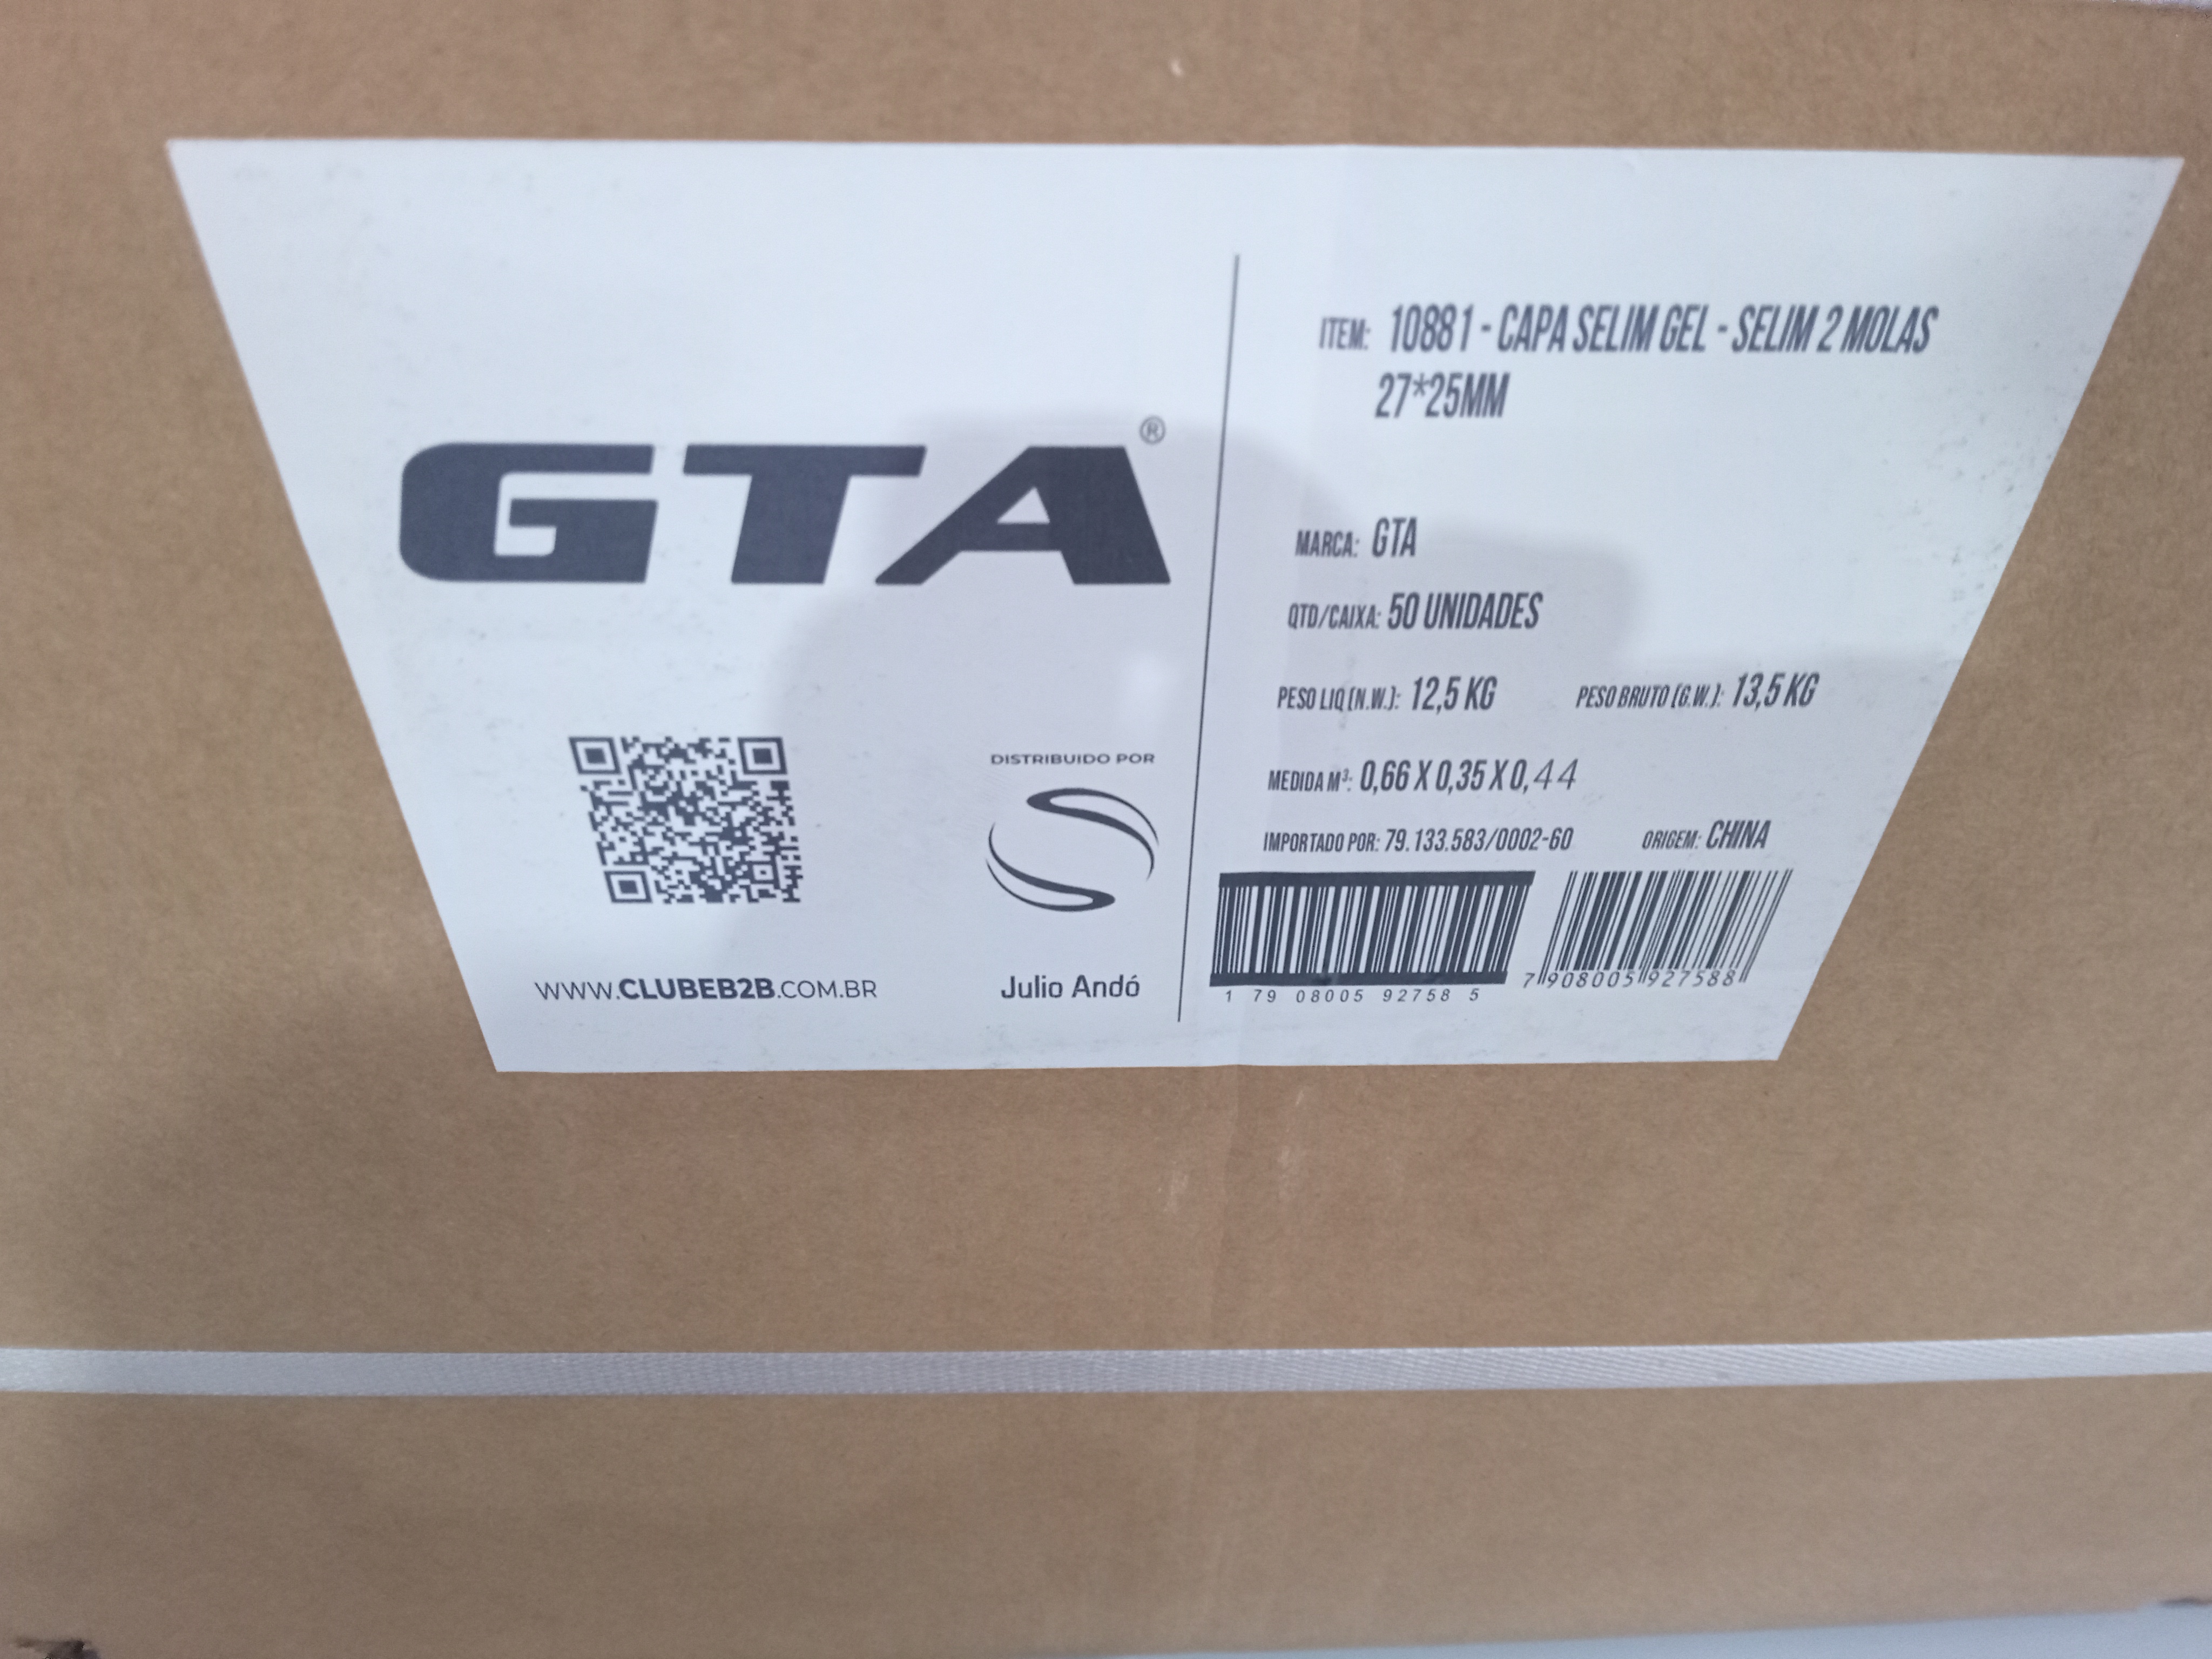 GTA®
DISTRIBUIDO POR
WWW.CLUBEB2B.COM.BR
Julio Andó
ITEM: 10881 - CAPA SELIM GEL - SELIM 2 MOLAS
27*25MM
MARCA: GTA
QTD/CAIXA: 50 UNIDADES
PESO LIQ (N.W.): 12,5 KG PESO BRUTO (G.W.): 13,5 KG
MEDIDA M³: 0,66 X 0,35 X 0,44
IMPORTADO POR: 79.133.583/0002-60 ORIGEM: CHINA
1 79 08005 92758 5
7 908005 927588